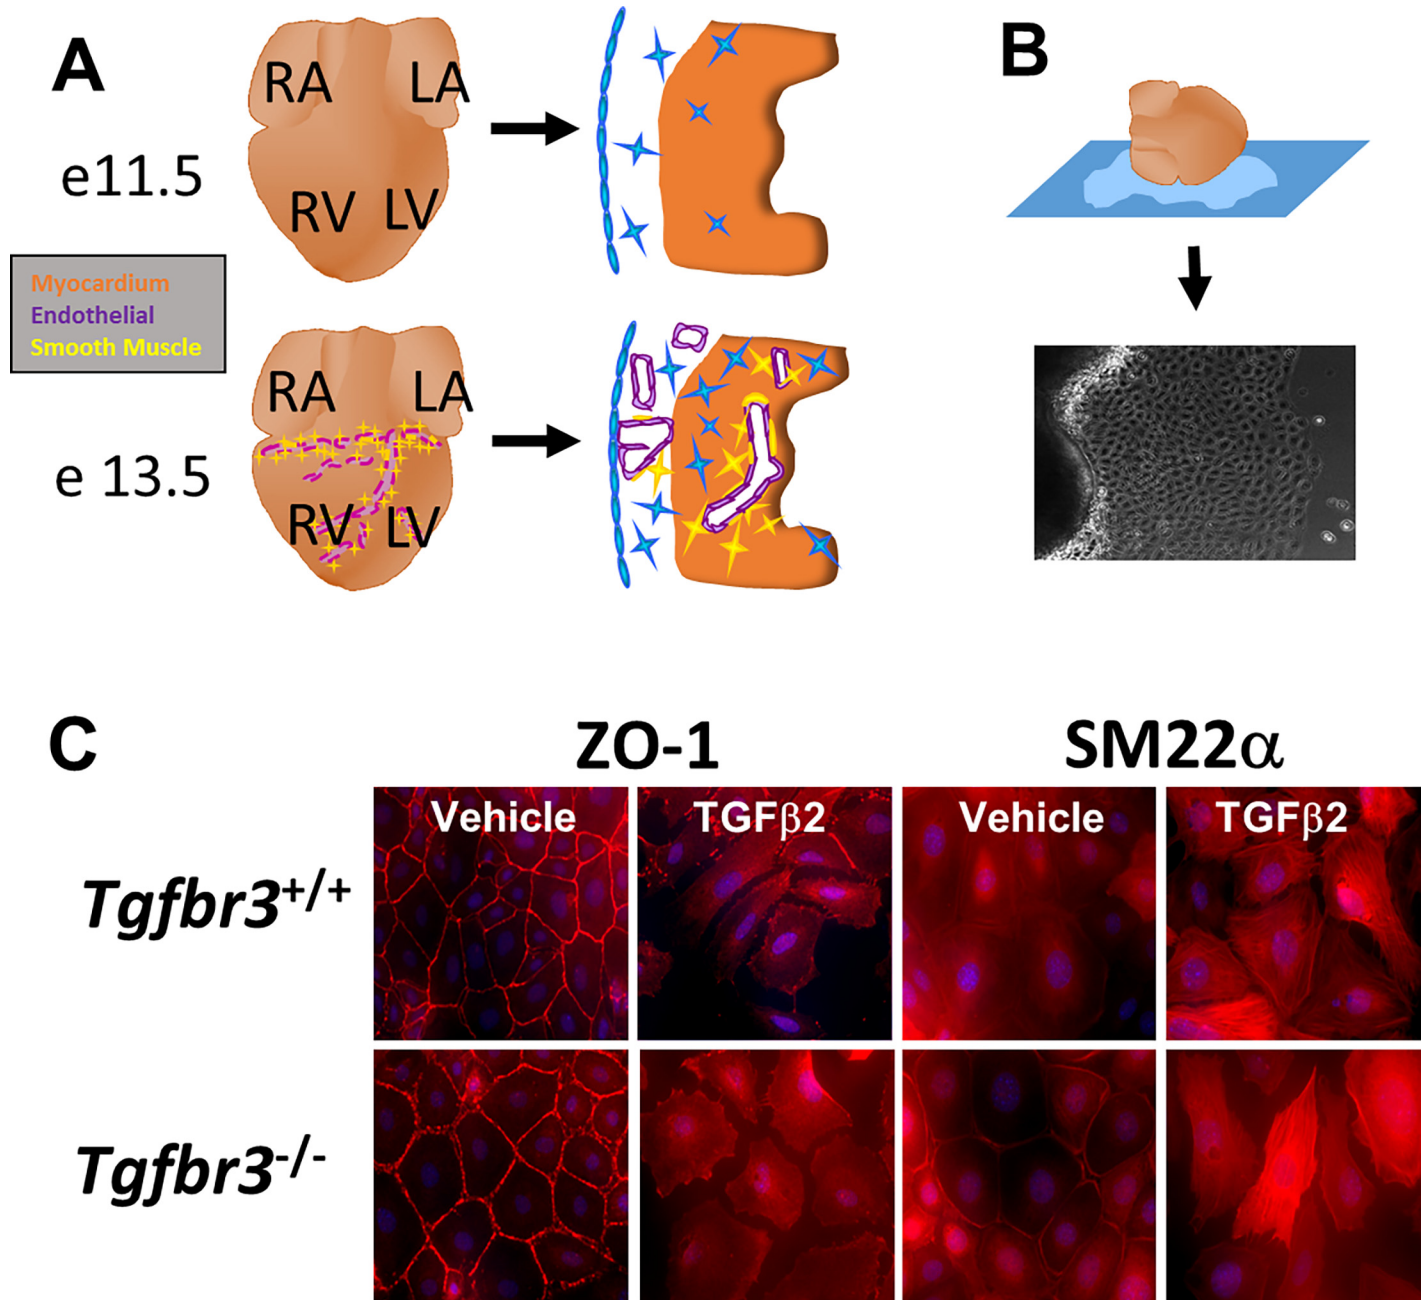 A
B
RA LA
e11.5
RV LV
Myocardium
Endothelial
Smooth Muscle
RA LA
e 13.5
RV LV
C
ZO-1
SM22α
Vehicle
TGFβ2
Vehicle
TGFβ2
Tgfbr3+/+
Tgfbr3-/-